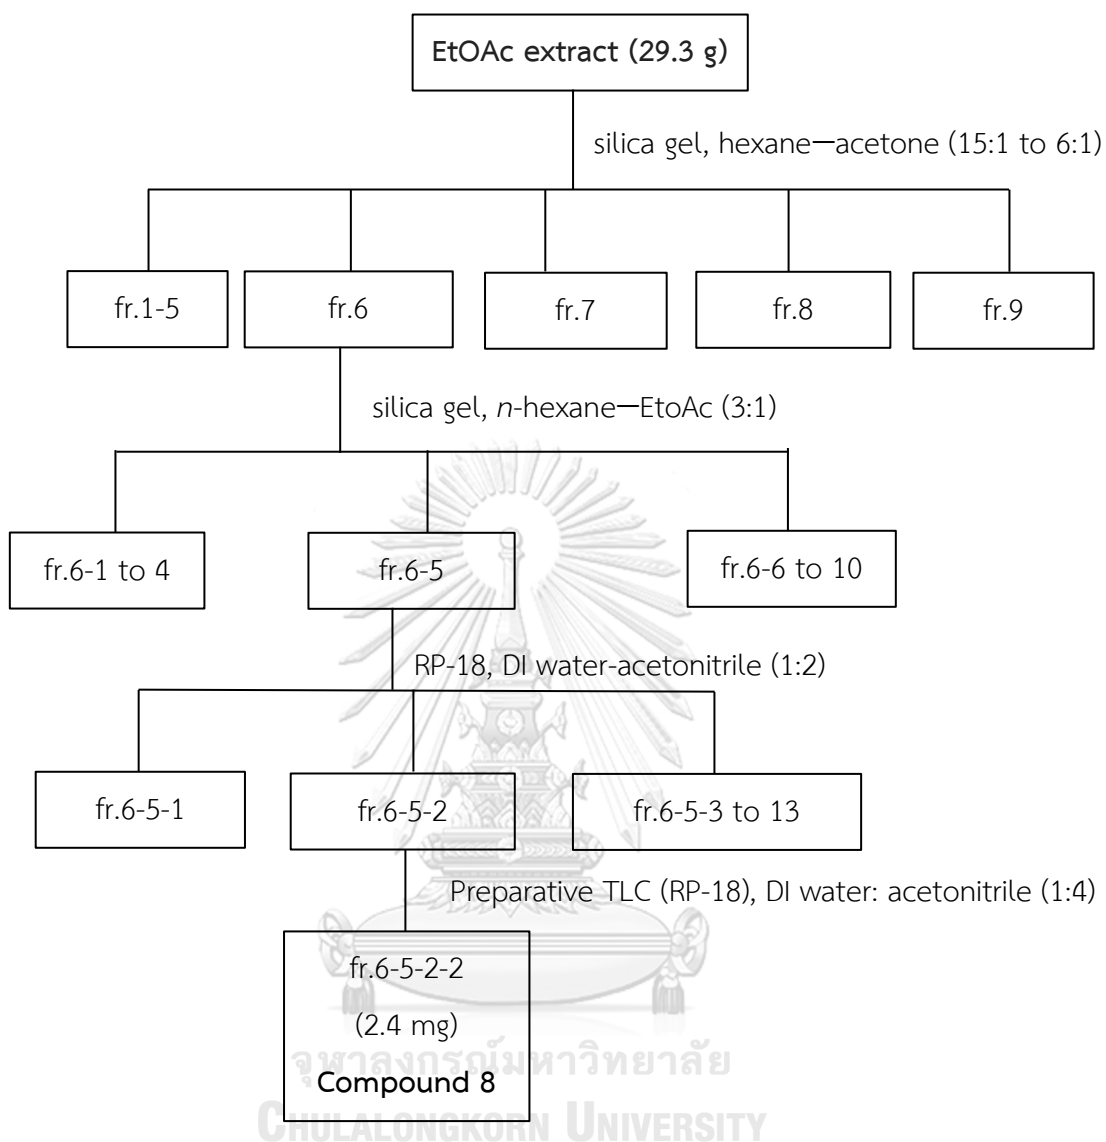 EtOAc extract (29.3 g)
silica gel, hexane—acetone (15:1 to 6:1)
fr.1-5
fr.6
fr.7
fr.8
fr.9
silica gel, n-hexane—EtoAc (3:1)
fr.6-1 to 4
fr.6-5
fr.6-6 to 10
RP-18, DI water-acetonitrile (1:2)
fr.6-5-1
fr.6-5-2
fr.6-5-3 to 13
Preparative TLC (RP-18), DI water: acetonitrile (1:4)
fr.6-5-2-2
(2.4 mg)
Compound 8
จุฬาลงกรณ์มหาวิทยาลัย
CHULALONGKORN UNIVERSITY